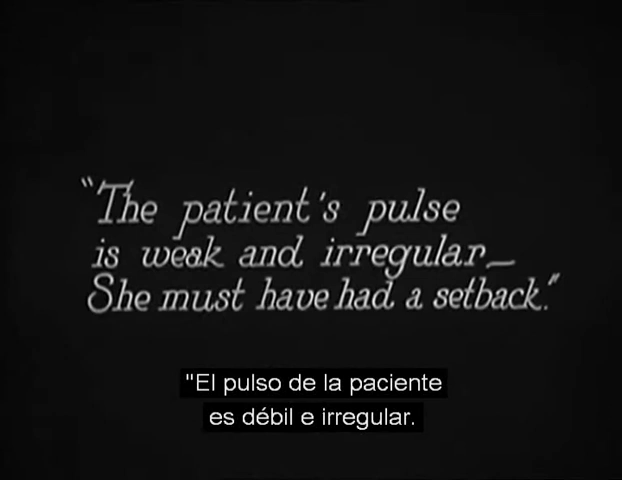 "The patient's pulse
is weak and irregular—
She must have had a setback."
"El pulso de la paciente
es débil e irregular.